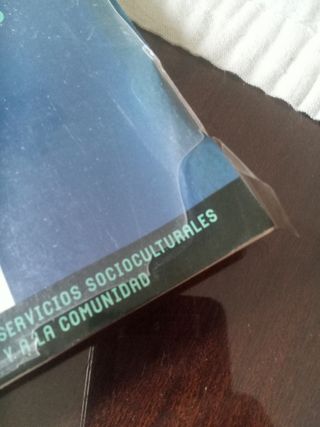 SERVICIOS SOCIOCULTURALES
Y A LA COMUNIDAD